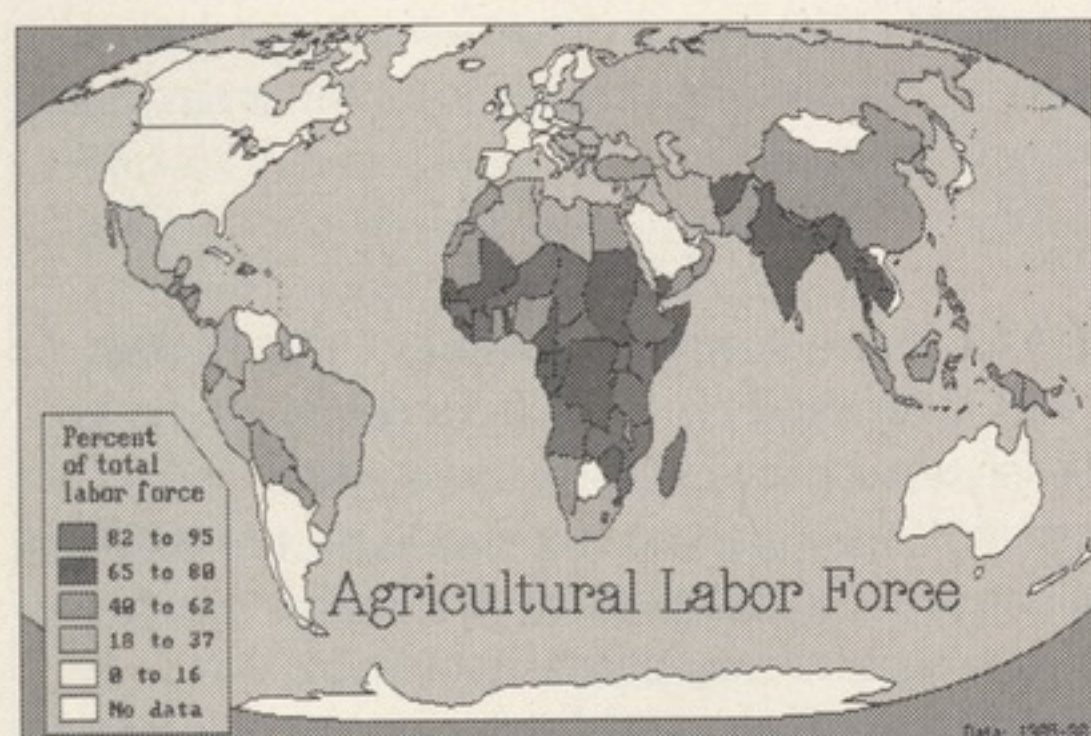 Percent
of total
labor force
82 to 95
65 to 80
40 to 62
18 to 37
0 to 16
No data
Agricultural Labor Force
Data: